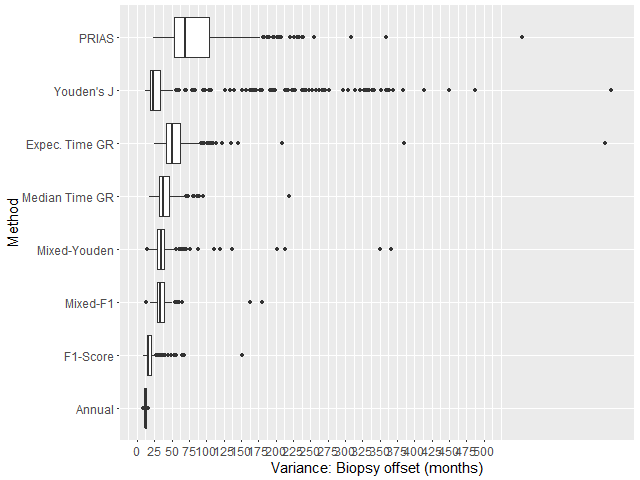 PRIAS
Youden's J
Expec. Time GR
Median Time GR
Mixed-Youden
Mixed-F1
F1-Score
Annual
Method
0 25 50 75 100 125 150 175 200 225 250 275 300 325 350 375 400 425 450 475 500
Variance: Biopsy offset (months)